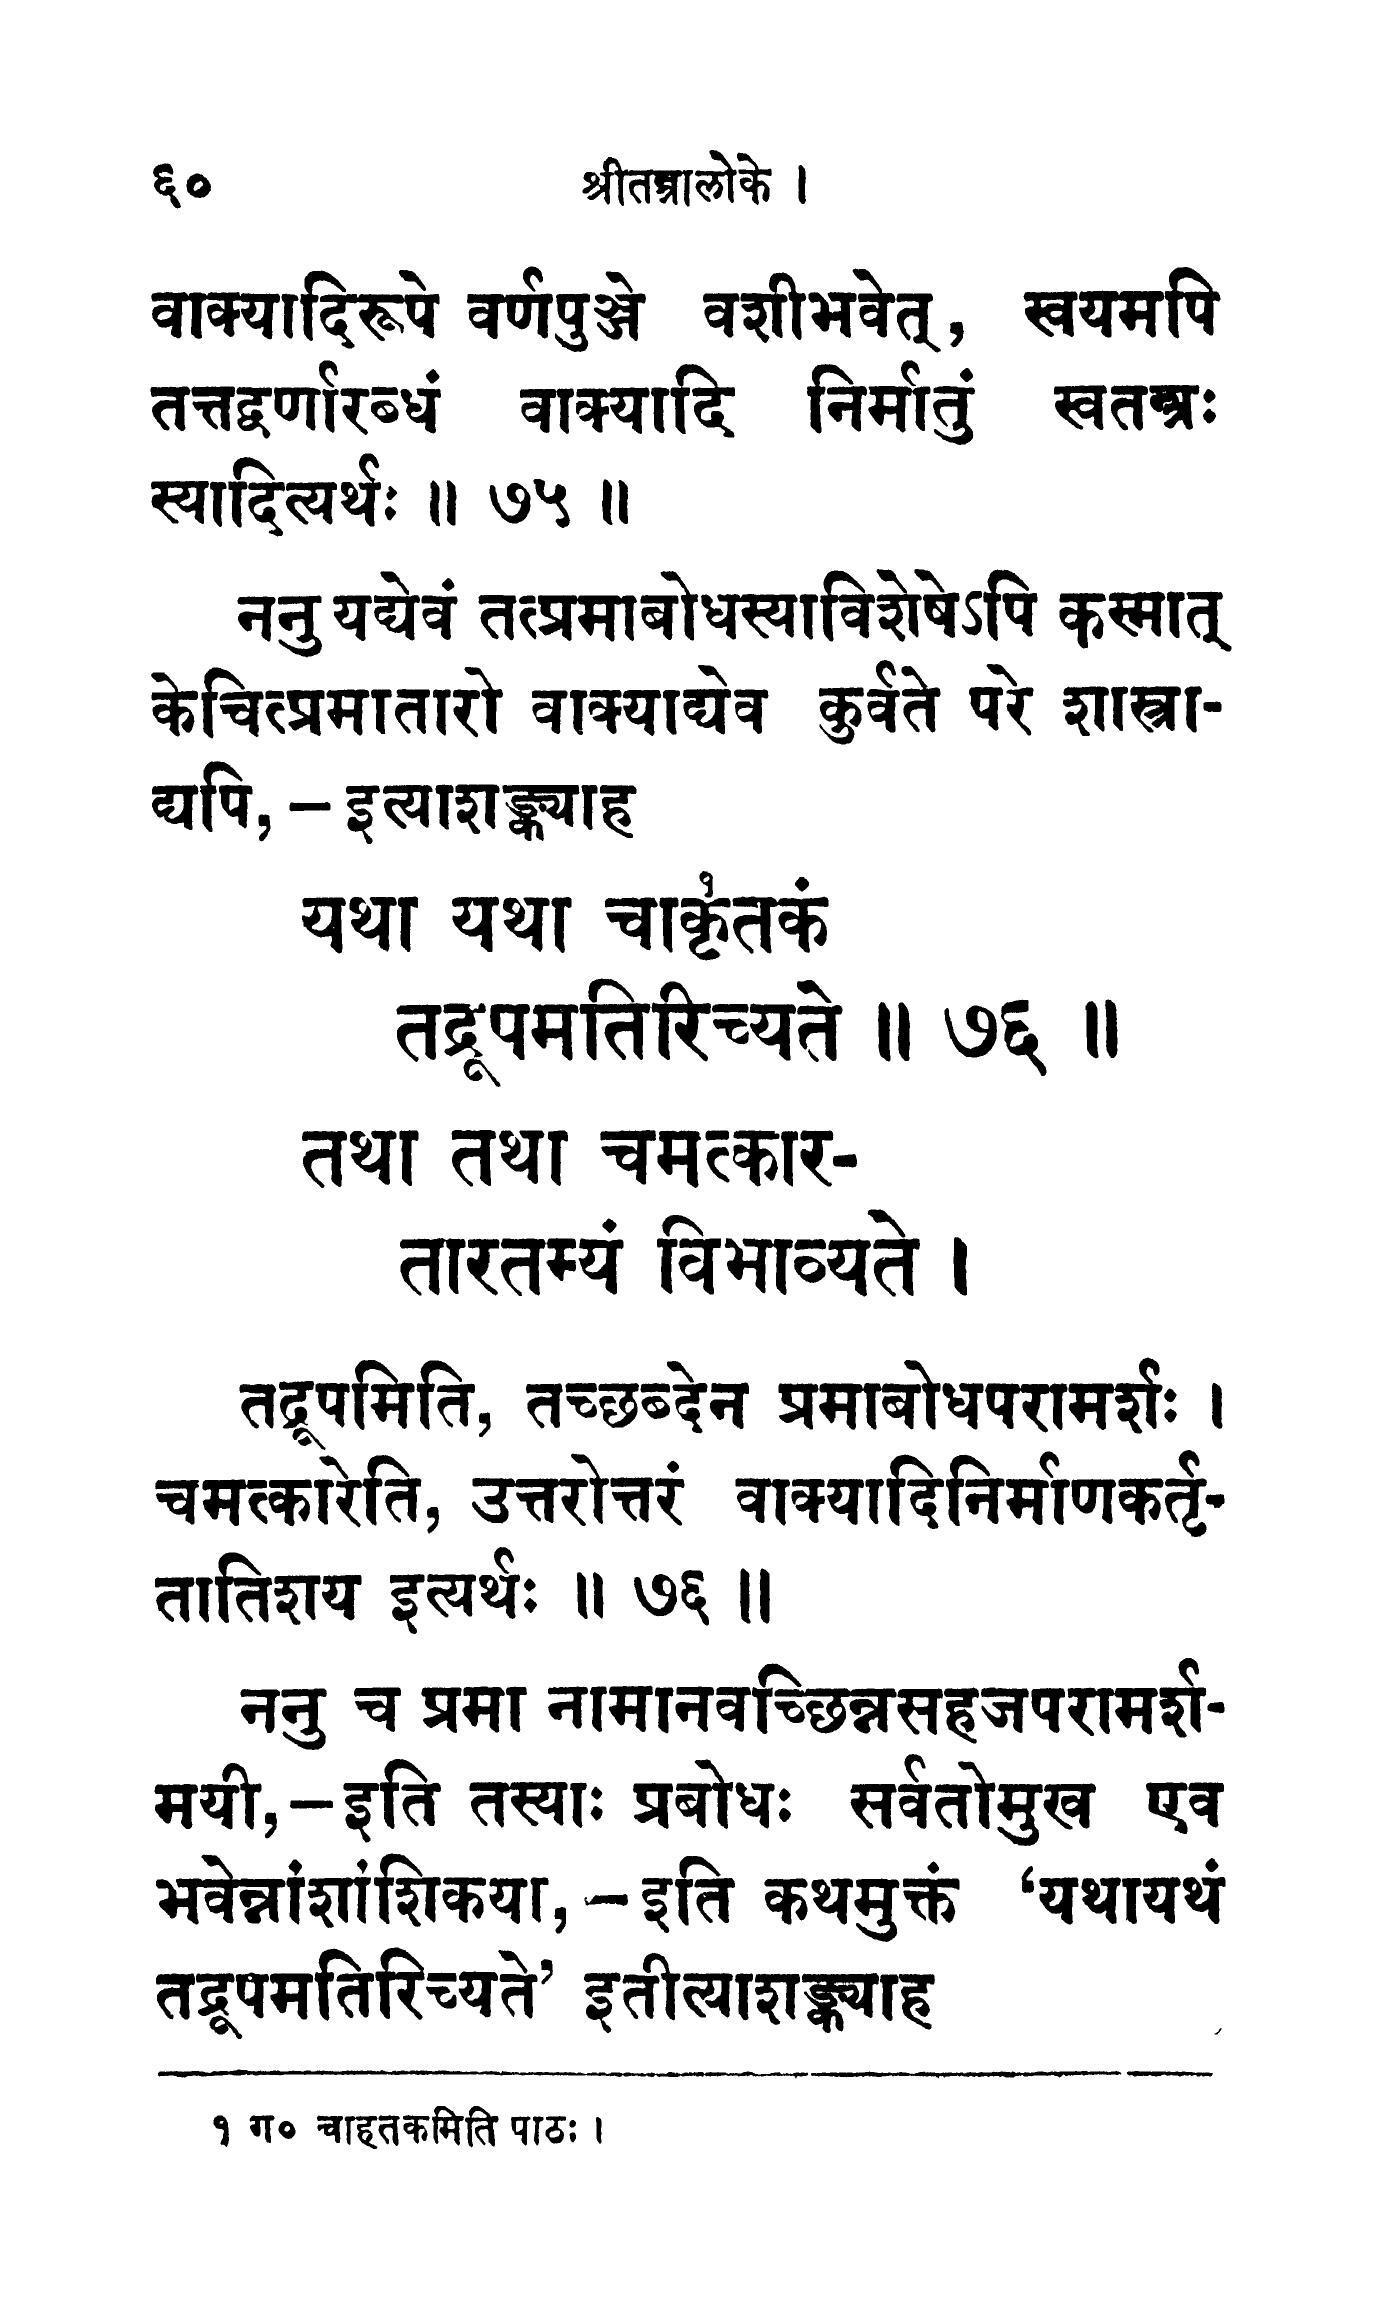 ६०
श्रीतन्त्रालोके ।
वाक्यादिरूपे वर्णपुञ्जे वशीभवेत्, स्वयमपि
तत्तद्वर्णारब्धं वाक्यादि निर्मातुं स्वतन्त्रः
स्यादित्यर्थः ॥ ७५ ॥
ननु यद्येवं तत्प्रमाबोधस्याविशेषेऽपि कस्मात्
केचित्प्रमातारो वाक्याद्येव कुर्वते परे शास्त्रा-
द्यपि,–इत्याशङ्क्याह
यथा यथा चाकृ१तकं
तद्रूपमतिरिच्यते ॥ ७६ ॥
तथा तथा चमत्कार-
तारतम्यं विभाव्यते ।
तद्रूपमिति, तच्छब्देन प्रमाबोधपरामर्शः ।
चमत्कारेति, उत्तरोत्तरं वाक्यादिनिर्माणकर्तृ-
तातिशय इत्यर्थः ॥ ७६ ॥
ननु च प्रमा नामानवच्छिन्नसहजपरामर्श-
मयी,–इति तस्याः प्रबोधः सर्वतोमुख एव
भवेन्नांशांशिकया,–इति कथमुक्तं ‘यथायथं
तद्रूपमतिरिच्यते’ इतीत्याशङ्क्याह
१ ग० चाहृतकमिति पाठः ।